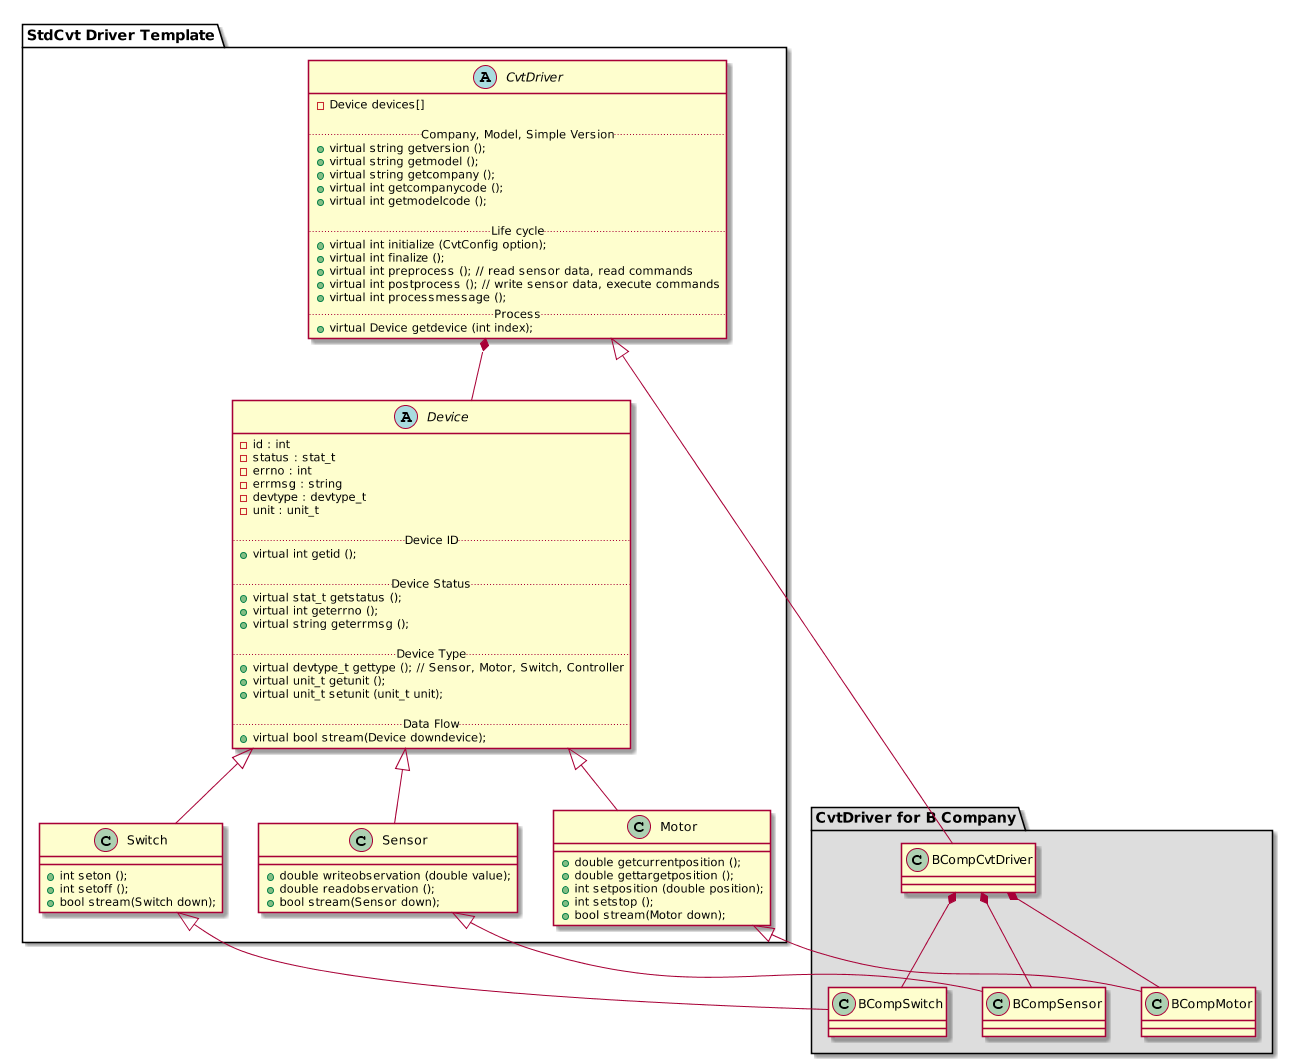 StdCvt Driver Template
A CvtDriver
Device devices[]
Company, Model, Simple Version
virtual string getversion ();
virtual string getmodel ();
virtual string getcompany ();
virtual int getcompanycode ();
virtual int getmodelcode ();
Life cycle
virtual int initialize (CvtConfig option);
virtual int finalize ();
virtual int preprocess (); // read sensor data, read commands
virtual int postprocess (); // write sensor data, execute commands
virtual int processmessage ();
Process
virtual Device getdevice (int index);
A Device
id : int
status : stat_t
errno : int
errmsg : string
devtype : devtype_t
unit : unit_t
Device ID
virtual int getid ();
Device Status
virtual stat_t getstatus ();
virtual int geterrno ();
virtual string geterrmsg ();
Device Type
virtual devtype_t gettype (); // Sensor, Motor, Switch, Controller
virtual unit_t getunit ();
virtual unit_t setunit (unit_t unit);
Data Flow
virtual bool stream(Device downdevice);
C Switch
int seton ();
int setoff ();
bool stream(Switch down);
C Sensor
double writeobservation (double value);
double readobservation ();
bool stream(Sensor down);
C Motor
double getcurrentposition ();
double gettargetposition ();
int setposition (double position);
int setstop ();
bool stream(Motor down);
CvtDriver for B Company
C BCompCvtDriver
C BCompSwitch
C BCompSensor
C BCompMotor